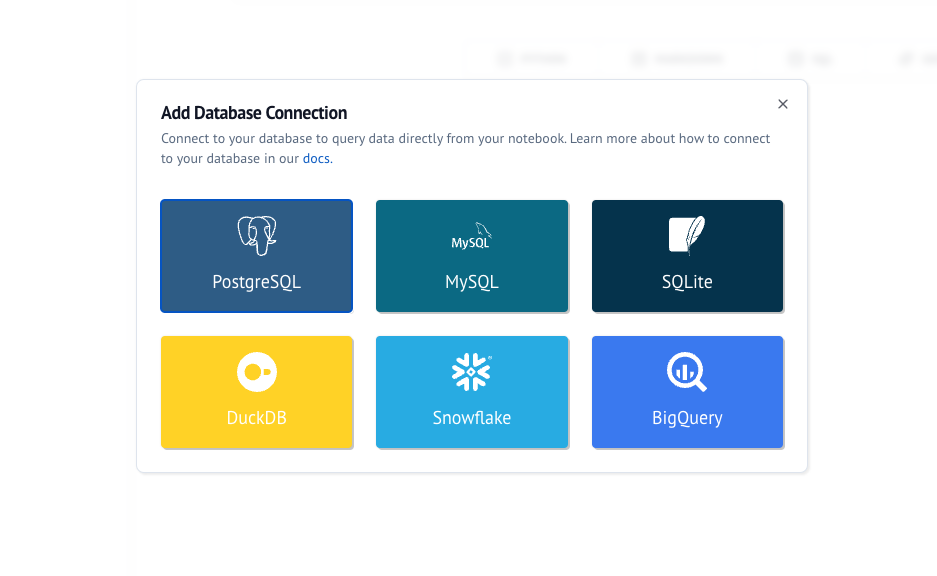 Add Database Connection
Connect to your database to query data directly from your notebook. Learn more about how to connect
to your database in our docs.
PostgreSQL
MySQL
MySQL
SQLite
DuckDB
Snowflake
BigQuery